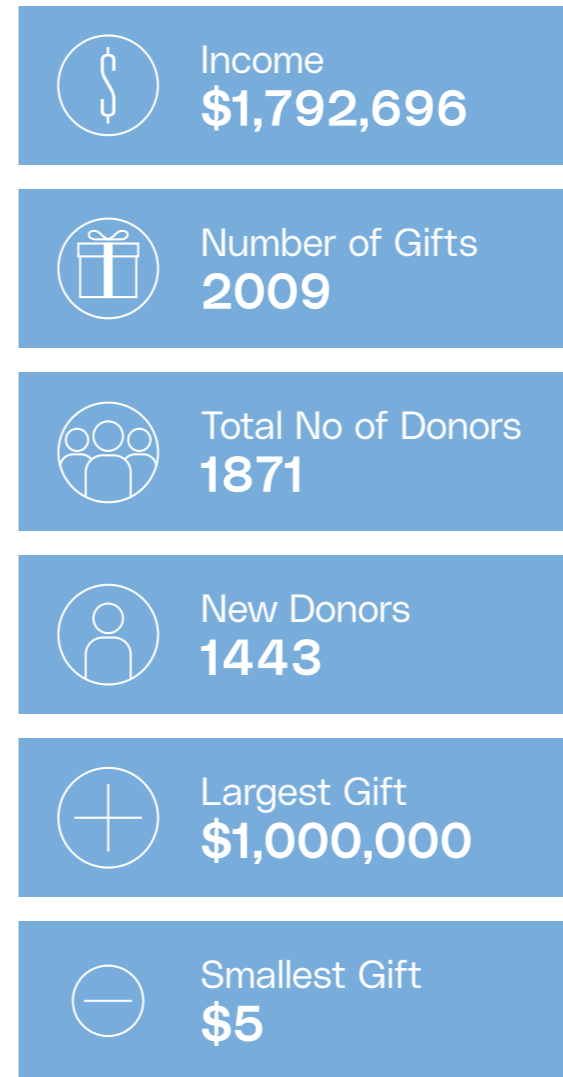 Income
$1,792,696
Number of Gifts
2009
Total No of Donors
1871
New Donors
1443
Largest Gift
$1,000,000
Smallest Gift
$5